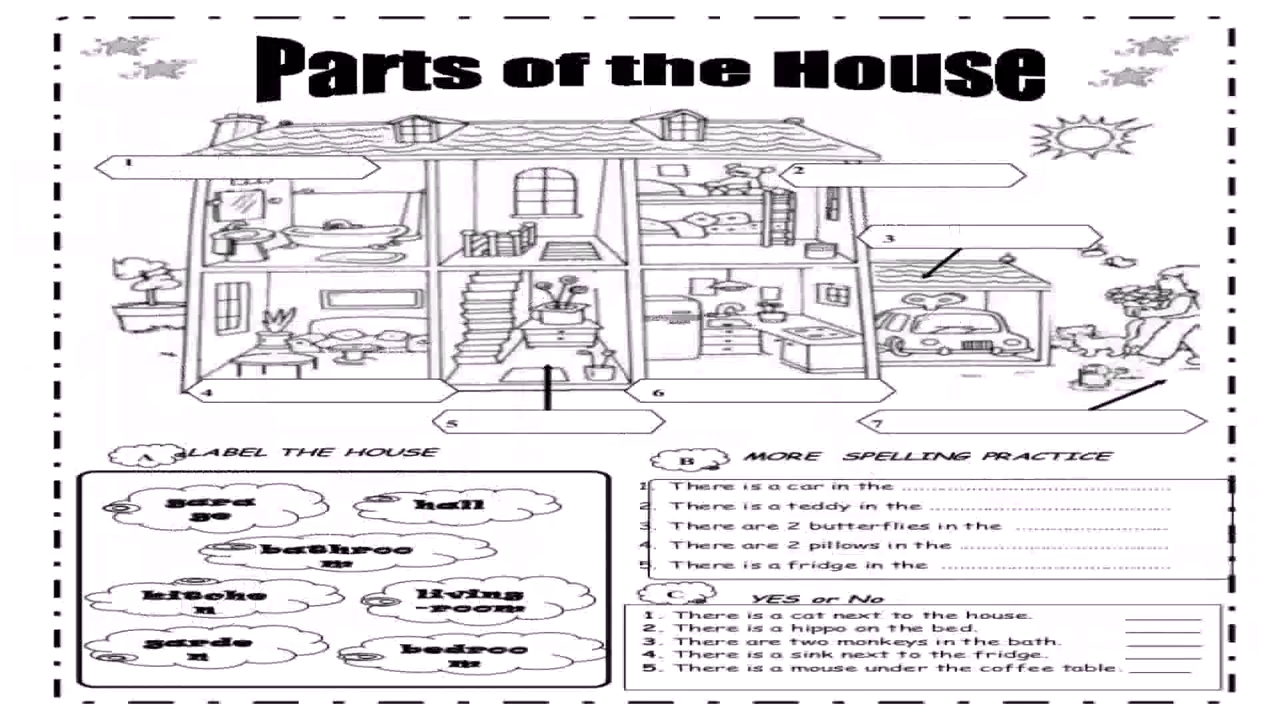 Parts of the House
1
2
3
4
6
5
7
A LABEL THE HOUSE
gara
ge
hall
bathroo
m
kitche
n
living
-room
garde
n
bedroo
m
B MORE SPELLING PRACTICE
1. There is a car in the ..........................................
2. There is a teddy in the .....................................
3. There are 2 butterflies in the .......................
4. There are 2 pillows in the ................................
5. There is a fridge in the ...................................
C YES or No
1. There is a cat next to the house. ________
2. There is a hippo on the bed. ________
3. There are two monkeys in the bath. ________
4. There is a sink next to the fridge. ________
5. There is a mouse under the coffee table. ________